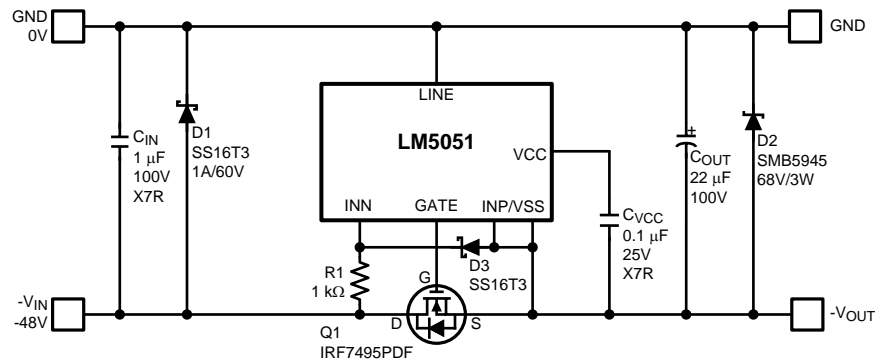 GND
0V
GND
LINE
LM5051
VCC
INN
GATE
INP/VSS
C_IN
1 μF
100V
X7R
D1
SS16T3
1A/60V
C_OUT
22 μF
100V
+
D2
SMB5945
68V/3W
C_VCC
0.1 μF
25V
X7R
D3
SS16T3
R1
1 kΩ
G
D
S
Q1
IRF7495PDF
-V_IN
-48V
-V_OUT